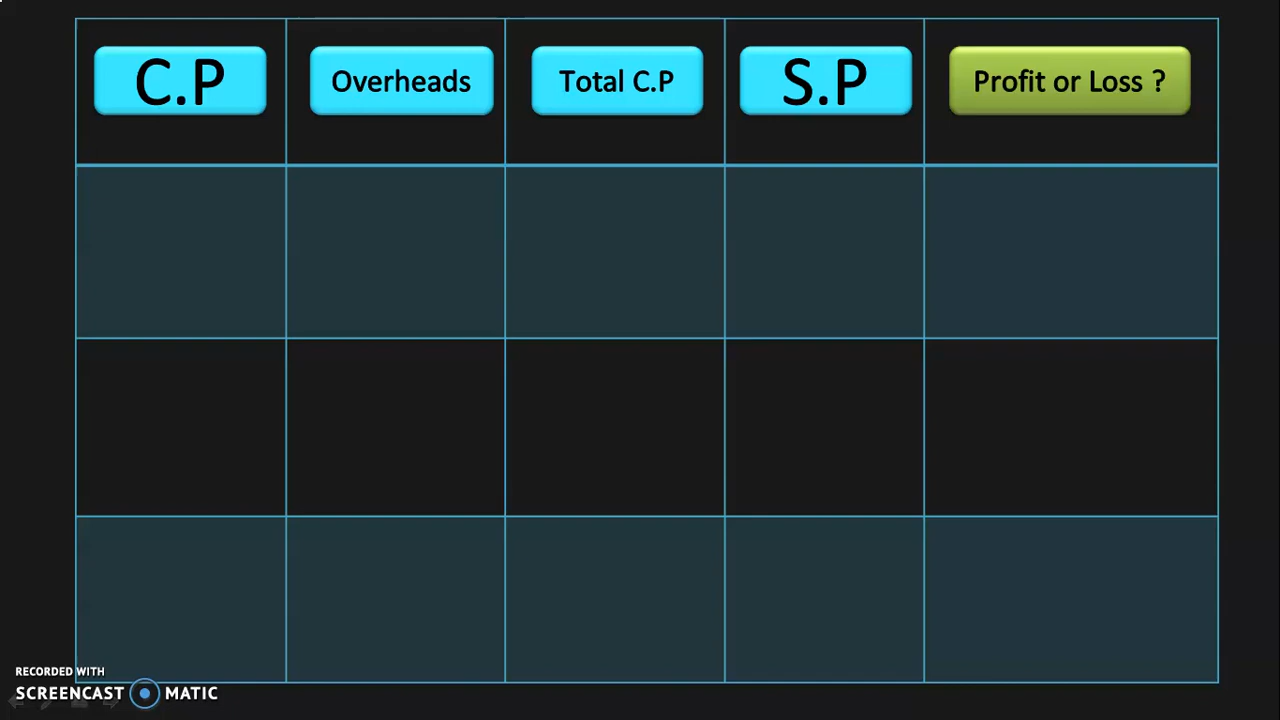 C.P
Overheads
Total C.P
S.P
Profit or Loss ?
RECORDED WITH
SCREENCAST MATIC